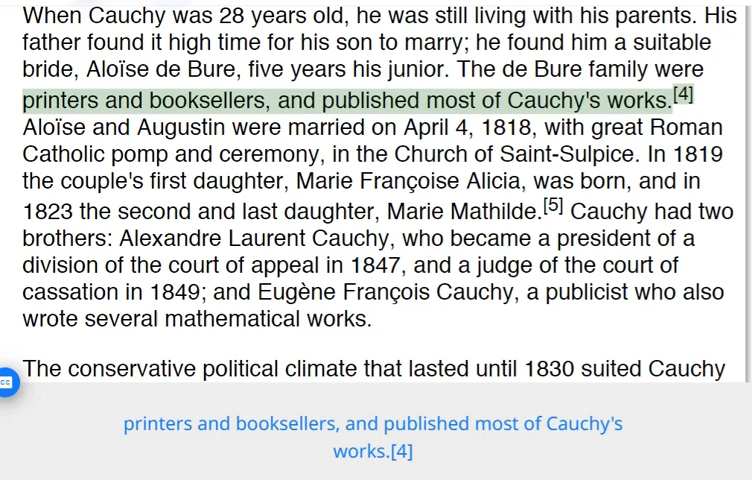 When Cauchy was 28 years old, he was still living with his parents. His
father found it high time for his son to marry; he found him a suitable
bride, Aloïse de Bure, five years his junior. The de Bure family were
printers and booksellers, and published most of Cauchy's works.[4]
Aloïse and Augustin were married on April 4, 1818, with great Roman
Catholic pomp and ceremony, in the Church of Saint-Sulpice. In 1819
the couple's first daughter, Marie Françoise Alicia, was born, and in
1823 the second and last daughter, Marie Mathilde.[5] Cauchy had two
brothers: Alexandre Laurent Cauchy, who became a president of a
division of the court of appeal in 1847, and a judge of the court of
cassation in 1849; and Eugène François Cauchy, a publicist who also
wrote several mathematical works.
The conservative political climate that lasted until 1830 suited Cauchy
cc
printers and booksellers, and published most of Cauchy's
works.[4]